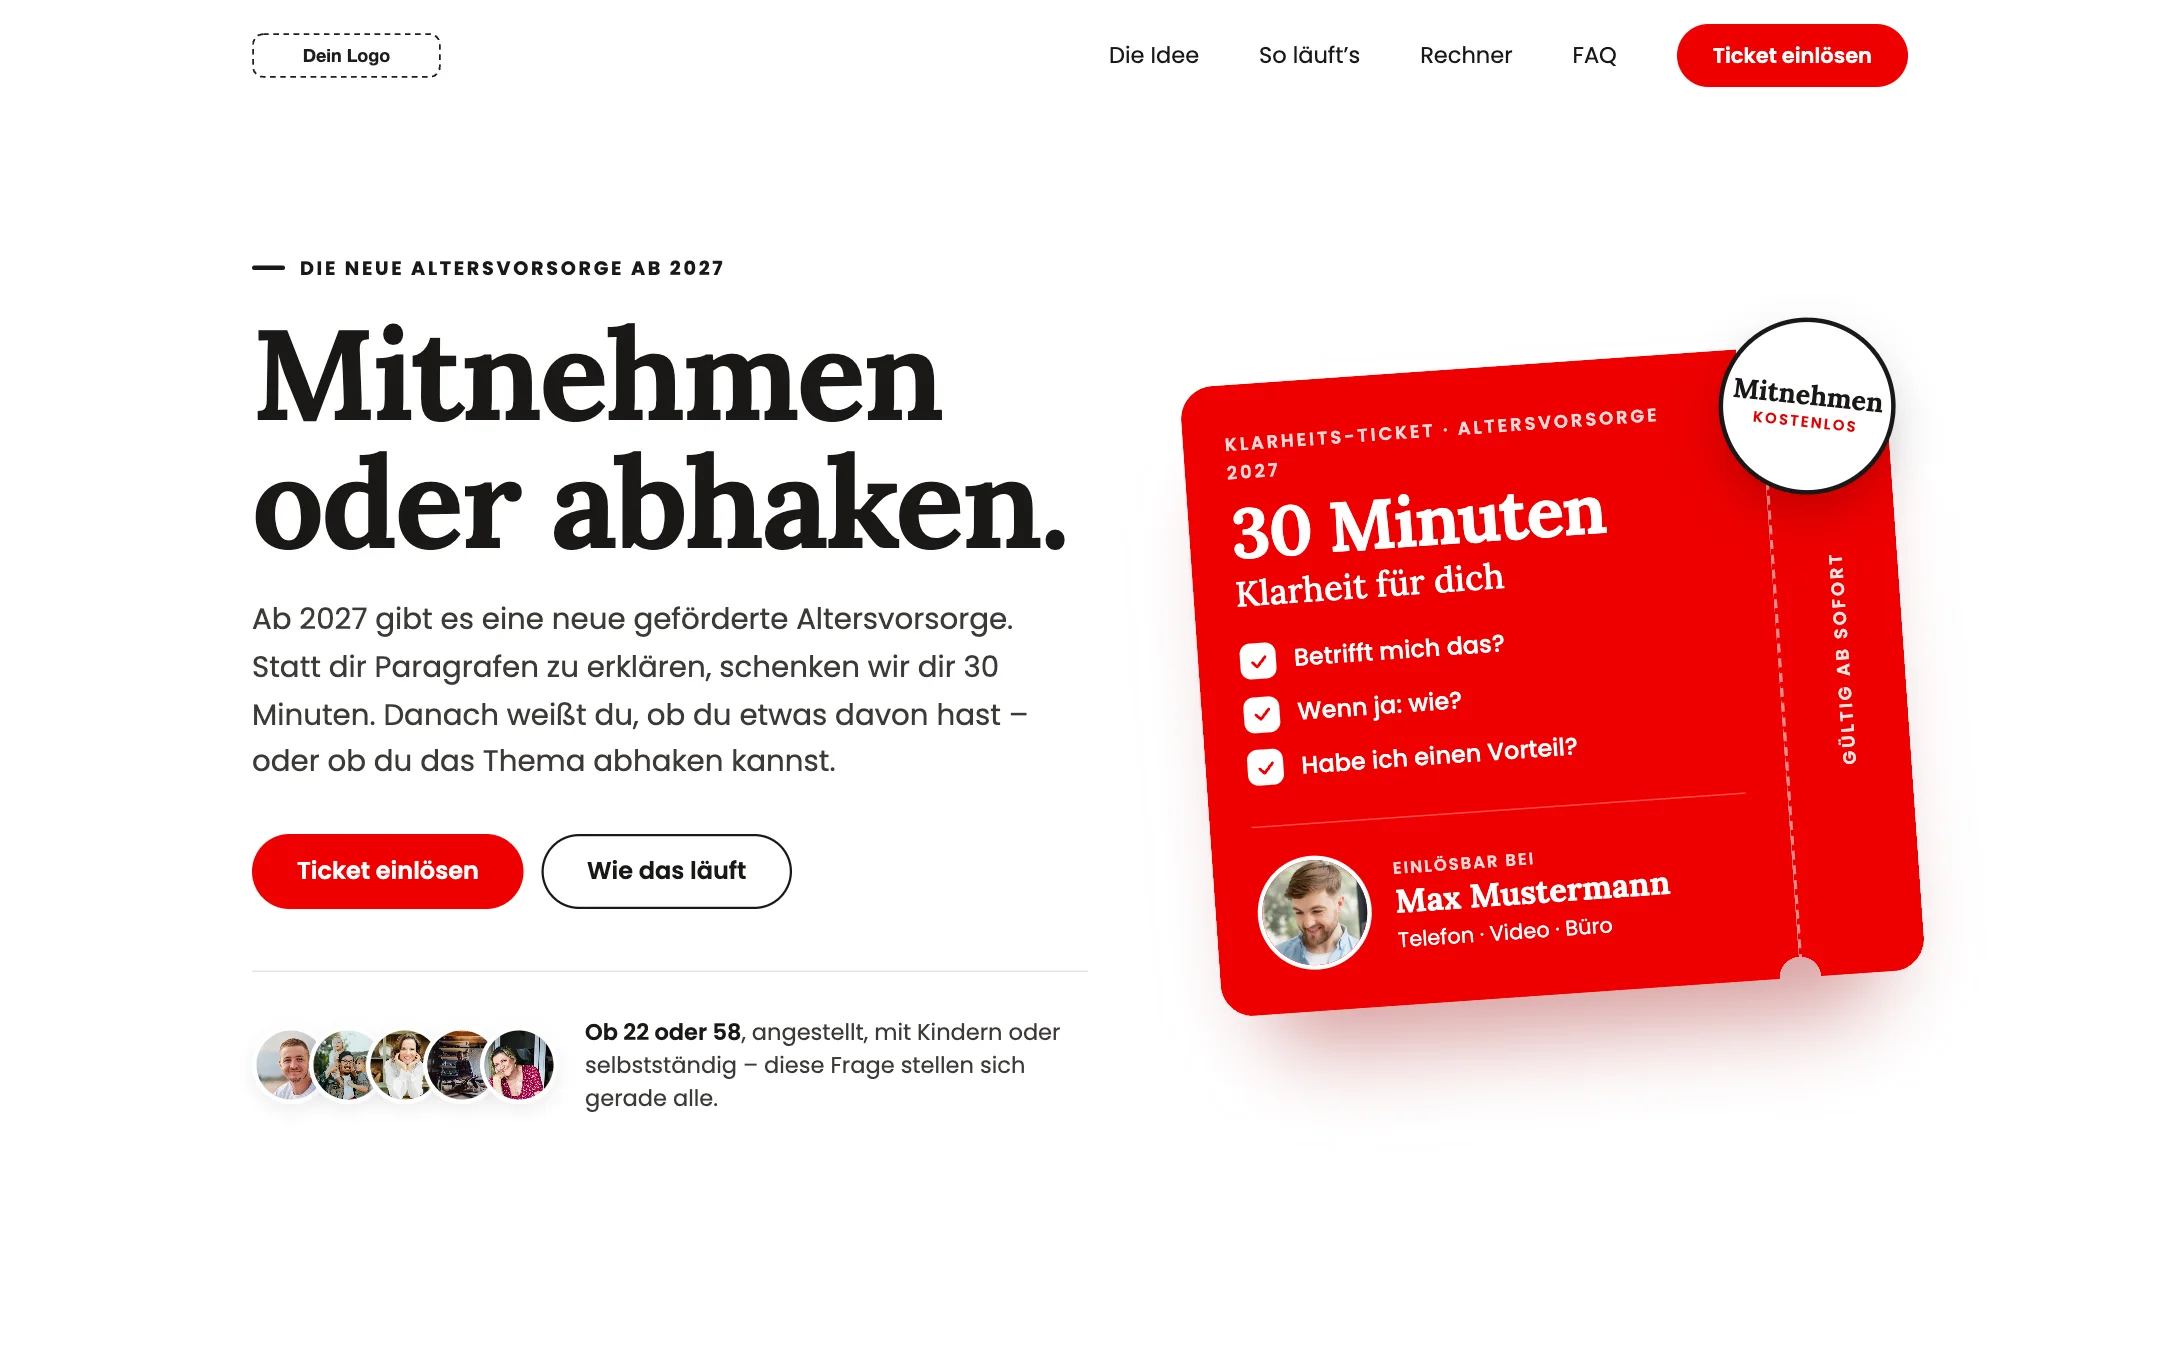 Dein Logo
Die Idee
So läuft’s
Rechner
FAQ
Ticket einlösen
DIE NEUE ALTERSVORSORGE AB 2027
Mitnehmen
oder abhaken.
Ab 2027 gibt es eine neue geförderte Altersvorsorge.
Statt dir Paragrafen zu erklären, schenken wir dir 30
Minuten. Danach weißt du, ob du etwas davon hast –
oder ob du das Thema abhaken kannst.
Ticket einlösen
Wie das läuft
Ob 22 oder 58, angestellt, mit Kindern oder
selbstständig – diese Frage stellen sich
gerade alle.
Mitnehmen
KOSTENLOS
KLARHEITS-TICKET · ALTERSVORSORGE
2027
30 Minuten
Klarheit für dich
Betrifft mich das?
Wenn ja: wie?
Habe ich einen Vorteil?
EINLÖSBAR BEI
Max Mustermann
Telefon · Video · Büro
GÜLTIG AB SOFORT